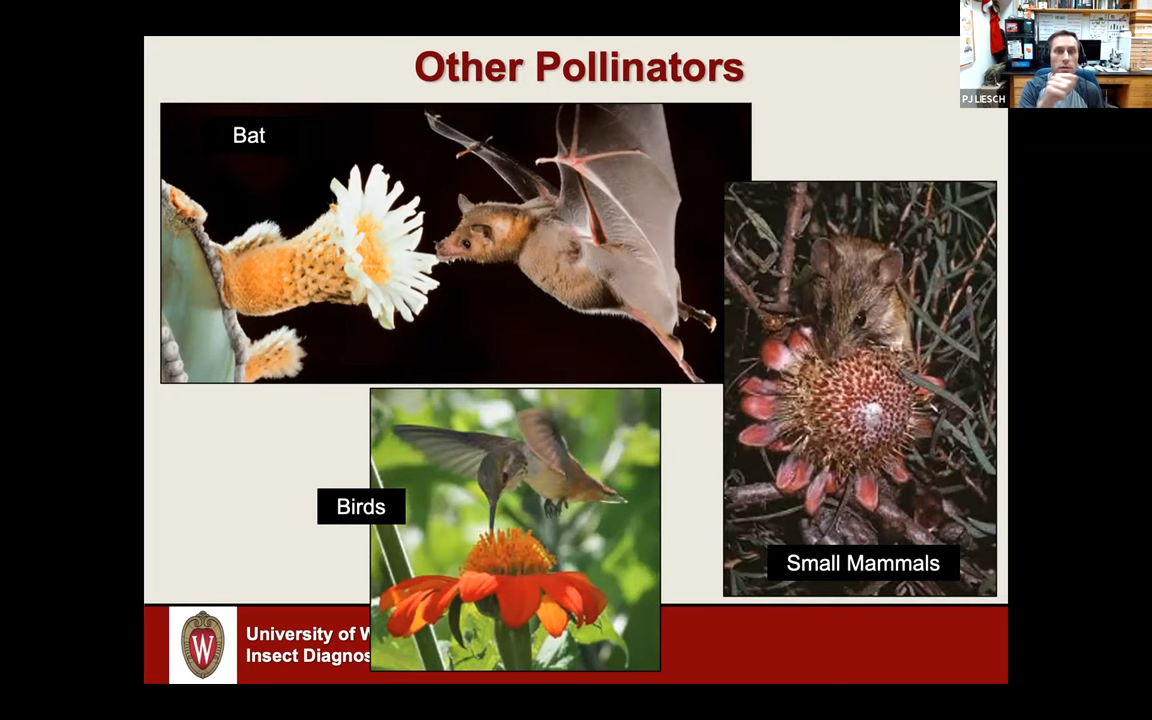 Other Pollinators
PJ LIESCH
Bat
Birds
Small Mammals
W
University of W
Insect Diagnos